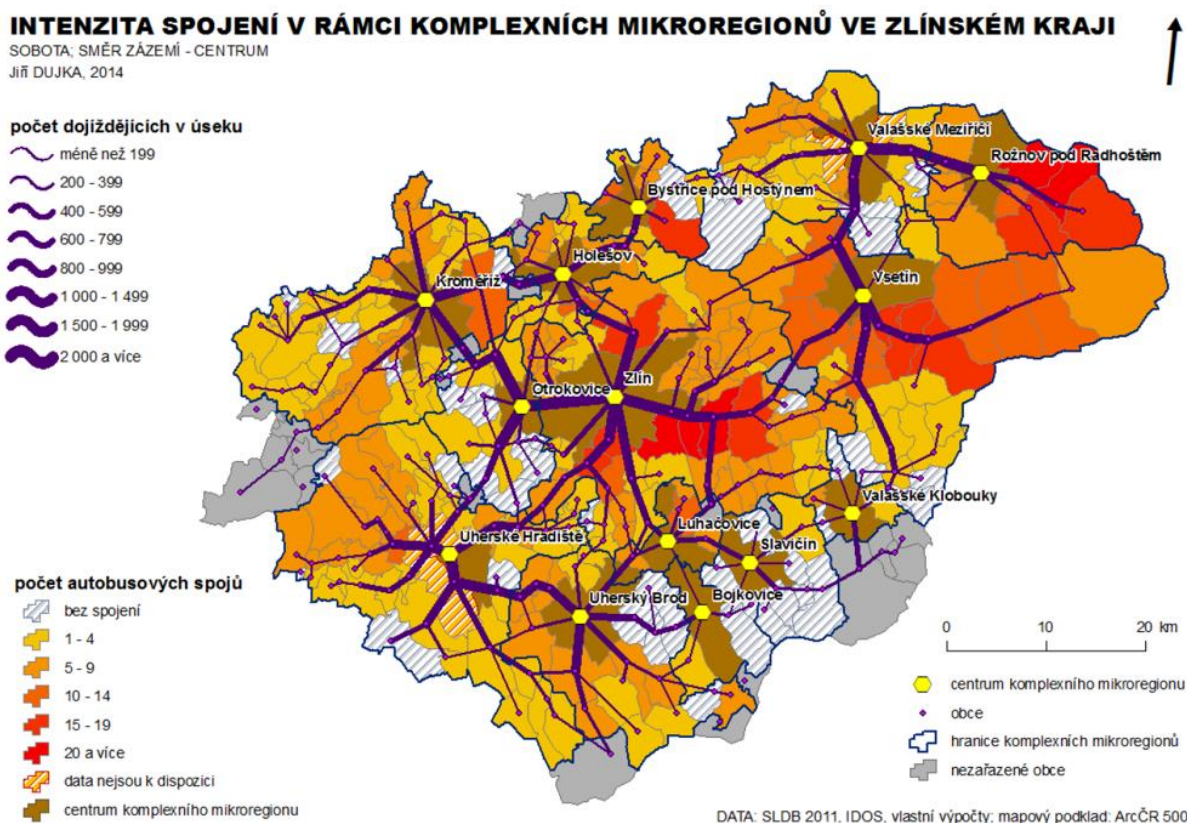 INTENZITA SPOJENÍ V RÁMCI KOMPLEXNÍCH MIKROREGIONŮ VE ZLÍNSKÉM KRAJI
SOBOTA; SMĚR ZÁZEMÍ - CENTRUM
Jiří DUJKA, 2014
počet dojíždějících v úseku
méně než 199
200 - 399
400 - 599
600 - 799
800 - 999
1 000 - 1 499
1 500 - 1 999
2 000 a více
Valašské Meziříčí
Rožnov pod Radhoštěm
Bystřice pod Hostýnem
Holešov
Kroměříž
Vsetín
Otrokovice
Zlín
Valašské Klobouky
Luhačovice
Uherské Hradiště
Slavičín
Uherský Brod
Bojkovice
počet autobusových spojů
bez spojení
1 - 4
5 - 9
10 - 14
15 - 19
20 a více
data nejsou k dispozici
centrum komplexního mikroregionu
0 10 20 km
centrum komplexního mikroregionu
obce
hranice komplexních mikroregionů
nezařazené obce
DATA: SLDB 2011, IDOS, vlastní výpočty; mapový podklad: ArcČR 500